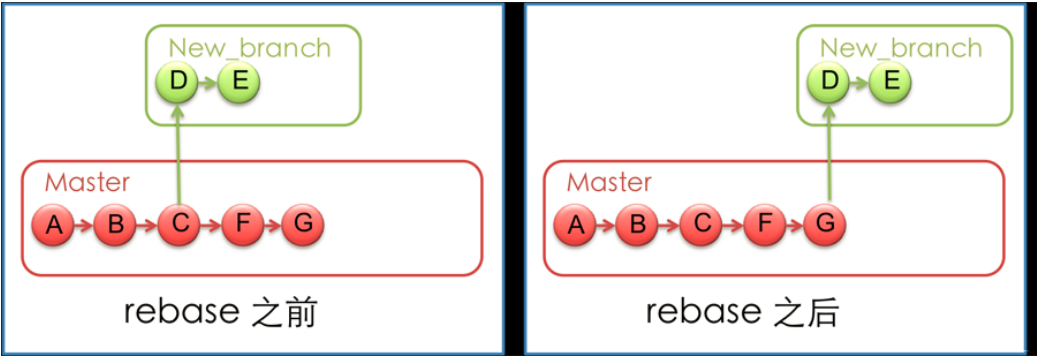 New_branch
D E
Master
A B C F G
rebase 之前
New_branch
D E
Master
A B C F G
rebase 之后